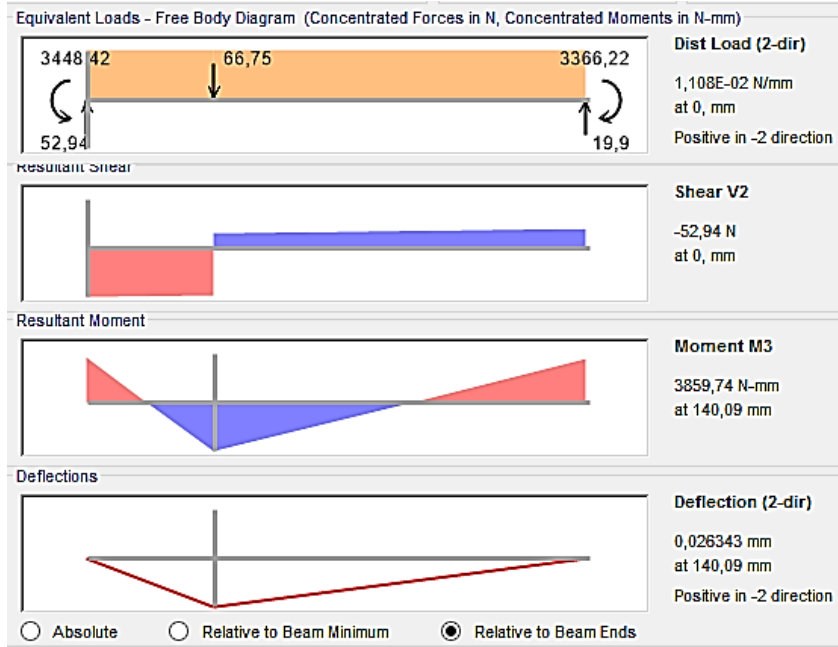 Equivalent Loads - Free Body Diagram (Concentrated Forces in N, Concentrated Moments in N-mm)
3448,42
66,75
3366,22
52,94
19,9
Dist Load (2-dir)
1,108E-02 N/mm
at 0, mm
Positive in -2 direction
Resultant Shear
Shear V2
-52,94 N
at 0, mm
Resultant Moment
Moment M3
3859,74 N-mm
at 140,09 mm
Deflections
Deflection (2-dir)
0,026343 mm
at 140,09 mm
Positive in -2 direction
Absolute
Relative to Beam Minimum
Relative to Beam Ends